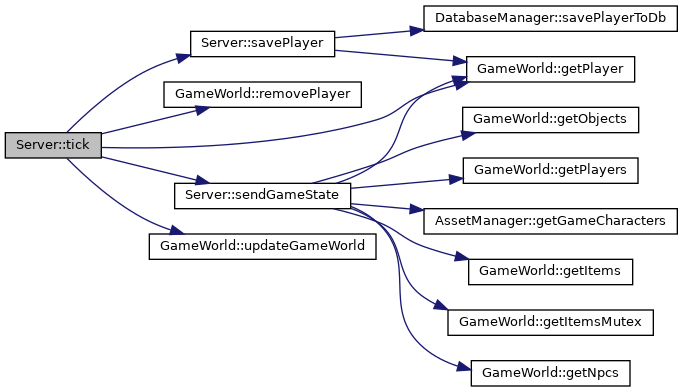 Server::tick
Server::savePlayer
GameWorld::removePlayer
Server::sendGameState
GameWorld::updateGameWorld
DatabaseManager::savePlayerToDb
GameWorld::getPlayer
GameWorld::getObjects
GameWorld::getPlayers
AssetManager::getGameCharacters
GameWorld::getItems
GameWorld::getItemsMutex
GameWorld::getNpcs